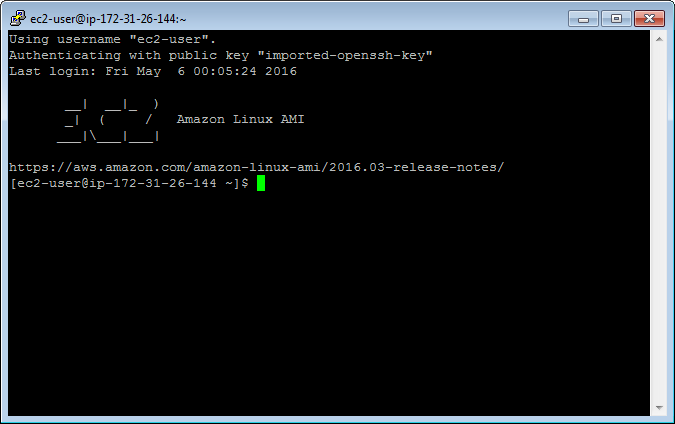 ec2-user@ip-172-31-26-144:~
Using username "ec2-user".
Authenticating with public key "imported-openssh-key"
Last login: Fri May  6 00:05:24 2016

       __|  __|_  )
       _|  (     /   Amazon Linux AMI
      ___|\___|___|

https://aws.amazon.com/amazon-linux-ami/2016.03-release-notes/
[ec2-user@ip-172-31-26-144 ~]$